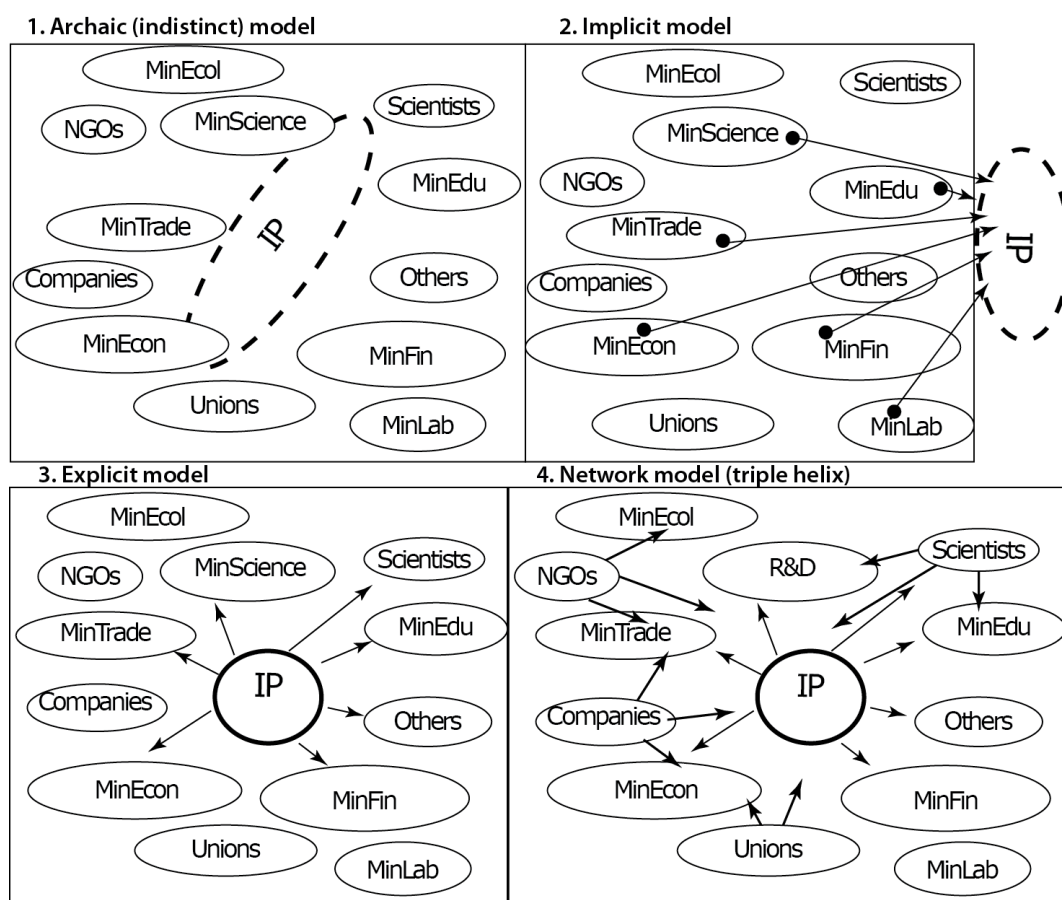 1. Archaic (indistinct) model
2. Implicit model
MinEcol
MinScience
Scientists
NGOs
MinEdu
MinTrade
IP
Companies
Others
MinEcon
MinFin
Unions
MinLab
MinEcol
Scientists
MinScience
NGOs
MinEdu
MinTrade
IP
Companies
Others
MinEcon
MinFin
Unions
MinLab
3. Explicit model
4. Network model (triple helix)
MinEcol
Scientists
NGOs
MinScience
MinTrade
MinEdu
IP
Companies
Others
MinEcon
MinFin
Unions
MinLab
MinEcol
Scientists
NGOs
R&D
MinTrade
MinEdu
IP
Companies
Others
MinEcon
MinFin
Unions
MinLab